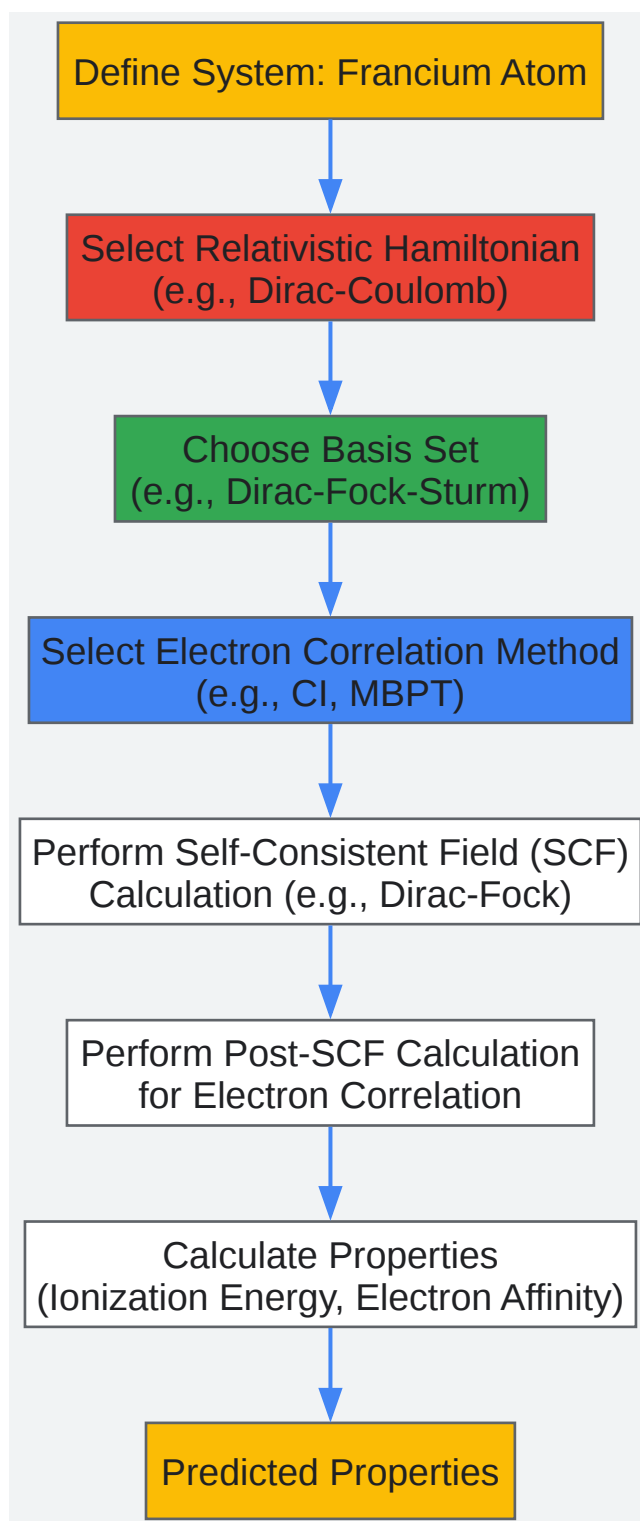 Define System: Francium Atom
Select Relativistic Hamiltonian
(e.g., Dirac-Coulomb)
Choose Basis Set
(e.g., Dirac-Fock-Sturm)
Select Electron Correlation Method
(e.g., CI, MBPT)
Perform Self-Consistent Field (SCF)
Calculation (e.g., Dirac-Fock)
Perform Post-SCF Calculation
for Electron Correlation
Calculate Properties
(Ionization Energy, Electron Affinity)
Predicted Properties